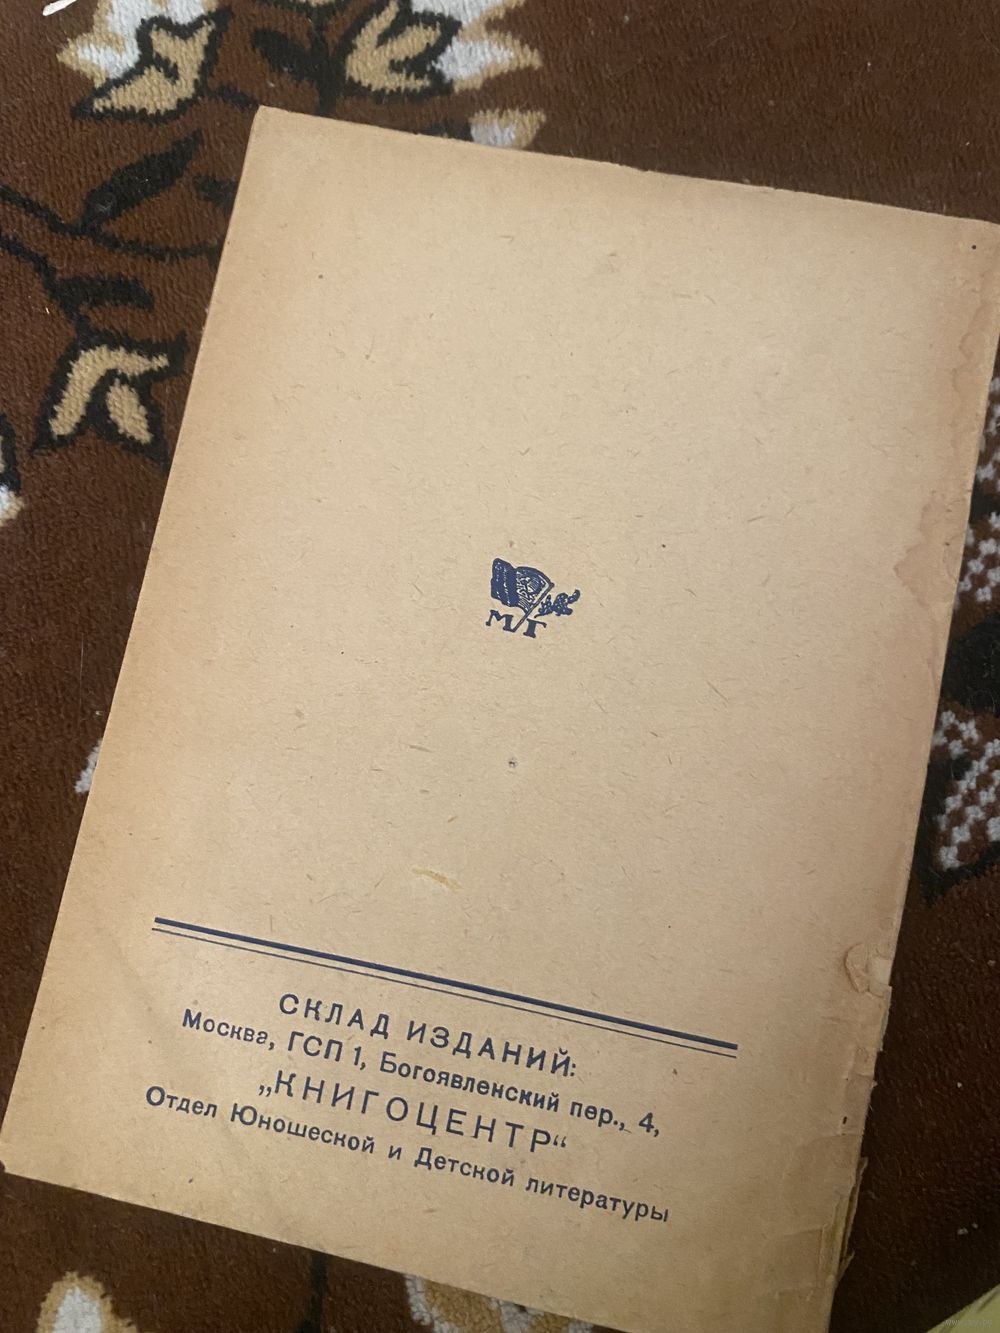 М Г
СКЛАД ИЗДАНИЙ:
Москва, ГСП 1, Богоявленский пер., 4,
„КНИГОЦЕНТР“
Отдел Юношеской и Детской литературы